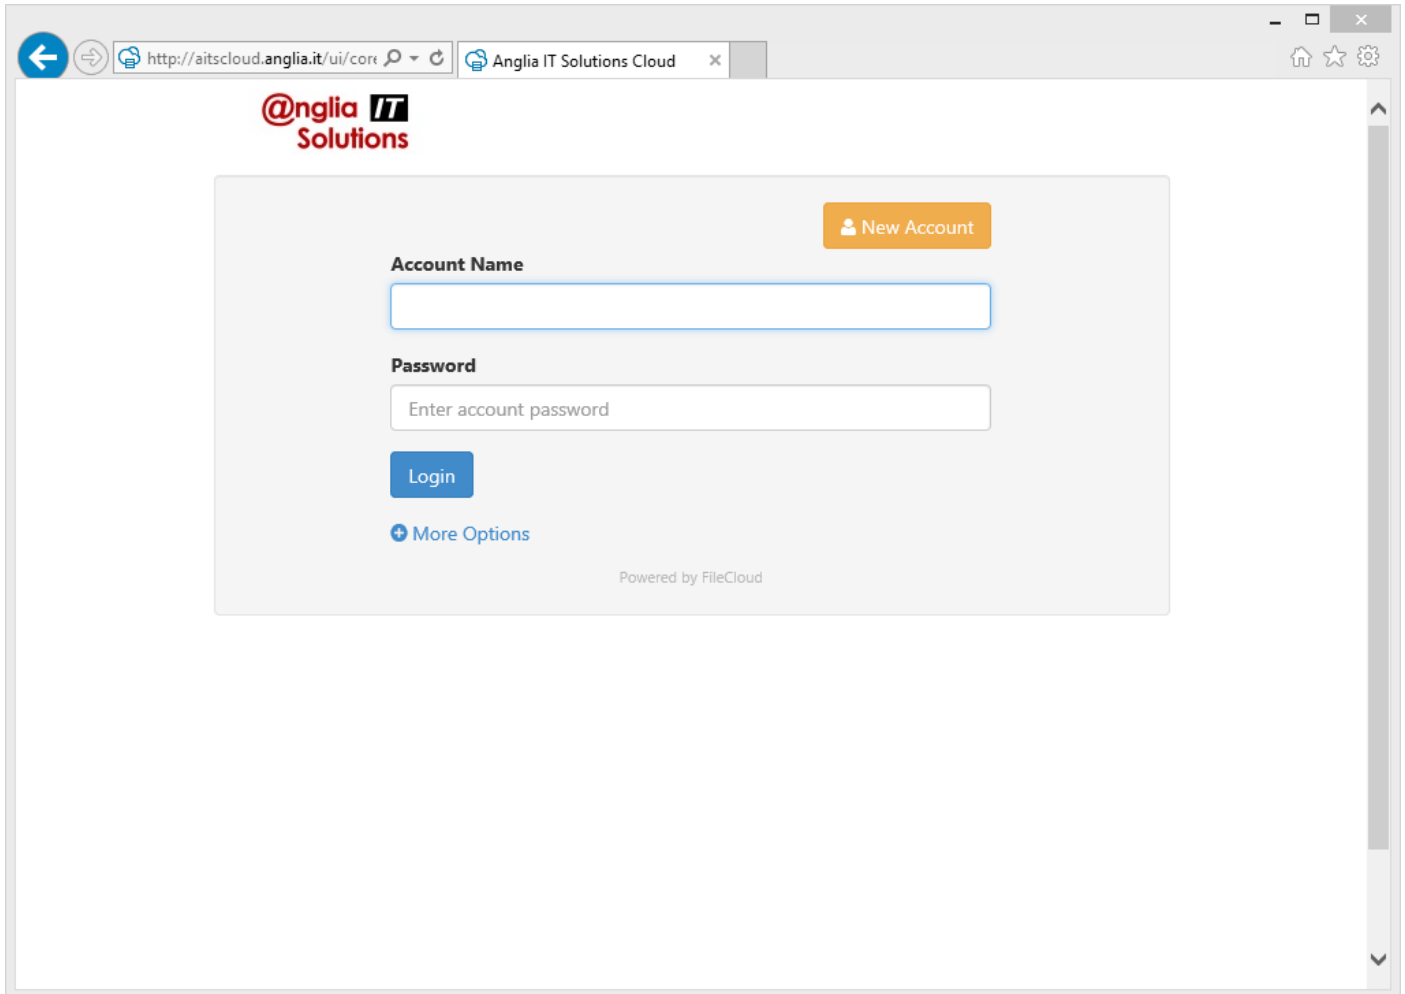 http://aitscloud.anglia.it/ui/core
Anglia IT Solutions Cloud
@nglia IT
Solutions
New Account
Account Name
Password
Enter account password
Login
More Options
Powered by FileCloud